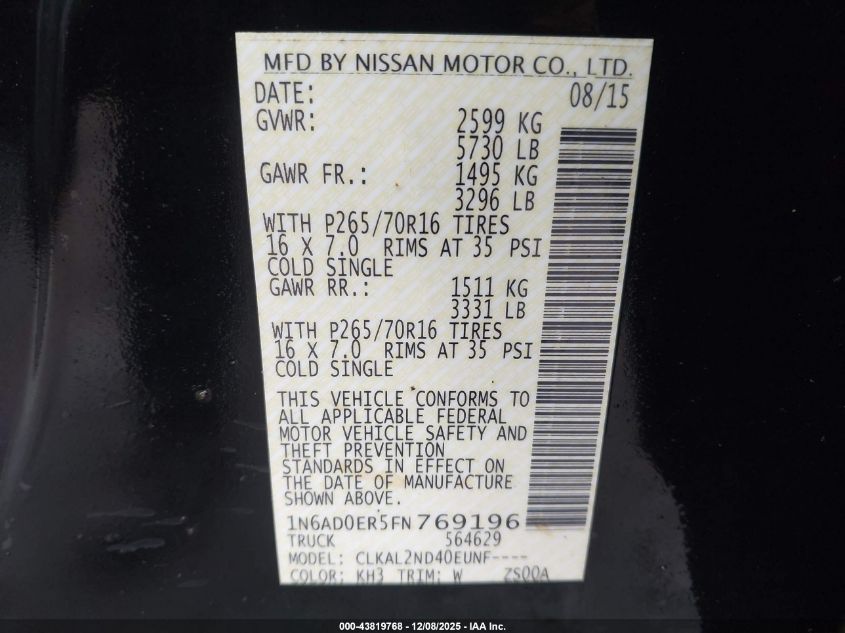 MFD BY NISSAN MOTOR CO., LTD.
DATE: 08/15
GVWR: 2599 KG
5730 LB
GAWR FR.: 1495 KG
3296 LB
WITH P265/70R16 TIRES
16 X 7.0 RIMS AT 35 PSI
COLD SINGLE
GAWR RR.: 1511 KG
3331 LB
WITH P265/70R16 TIRES
16 X 7.0 RIMS AT 35 PSI
COLD SINGLE
THIS VEHICLE CONFORMS TO
ALL APPLICABLE FEDERAL
MOTOR VEHICLE SAFETY AND
THEFT PREVENTION
STANDARDS IN EFFECT ON
THE DATE OF MANUFACTURE
SHOWN ABOVE.
1N6AD0ER5FN769196
TRUCK 564629
MODEL: CLKAL2ND40EUNF----
COLOR: KH3 TRIM: W ZS00A
000-43819768 - 12/08/2025 - IAA Inc.